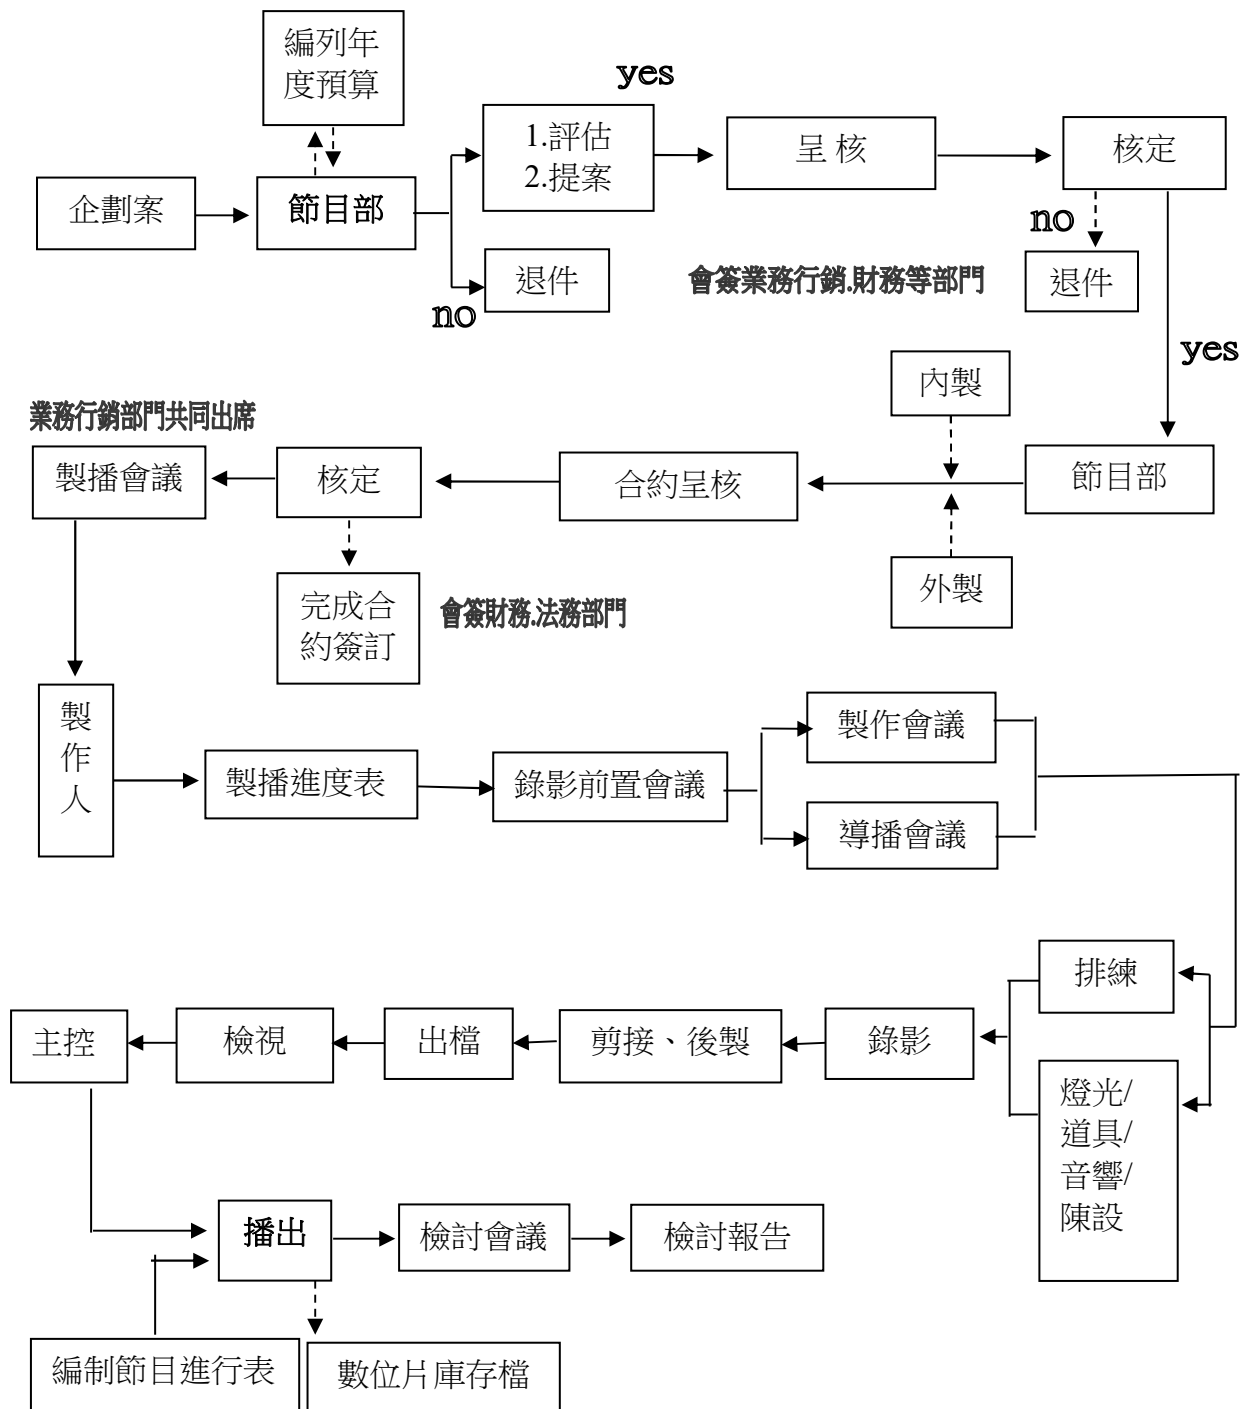 編列年
度預算
企劃案
節目部
yes
1.評估
2.提案
呈核
核定
no
退件
會簽業務行銷.財務等部門
no
退件
yes
內製
業務行銷部門共同出席
製播會議
核定
合約呈核
節目部
外製
完成合
約簽訂
會簽財務.法務部門
製
作
人
製播進度表
錄影前置會議
製作會議
導播會議
排練
主控
檢視
出檔
剪接、後製
錄影
燈光/
道具/
音響/
陳設
播出
檢討會議
檢討報告
編制節目進行表
數位片庫存檔